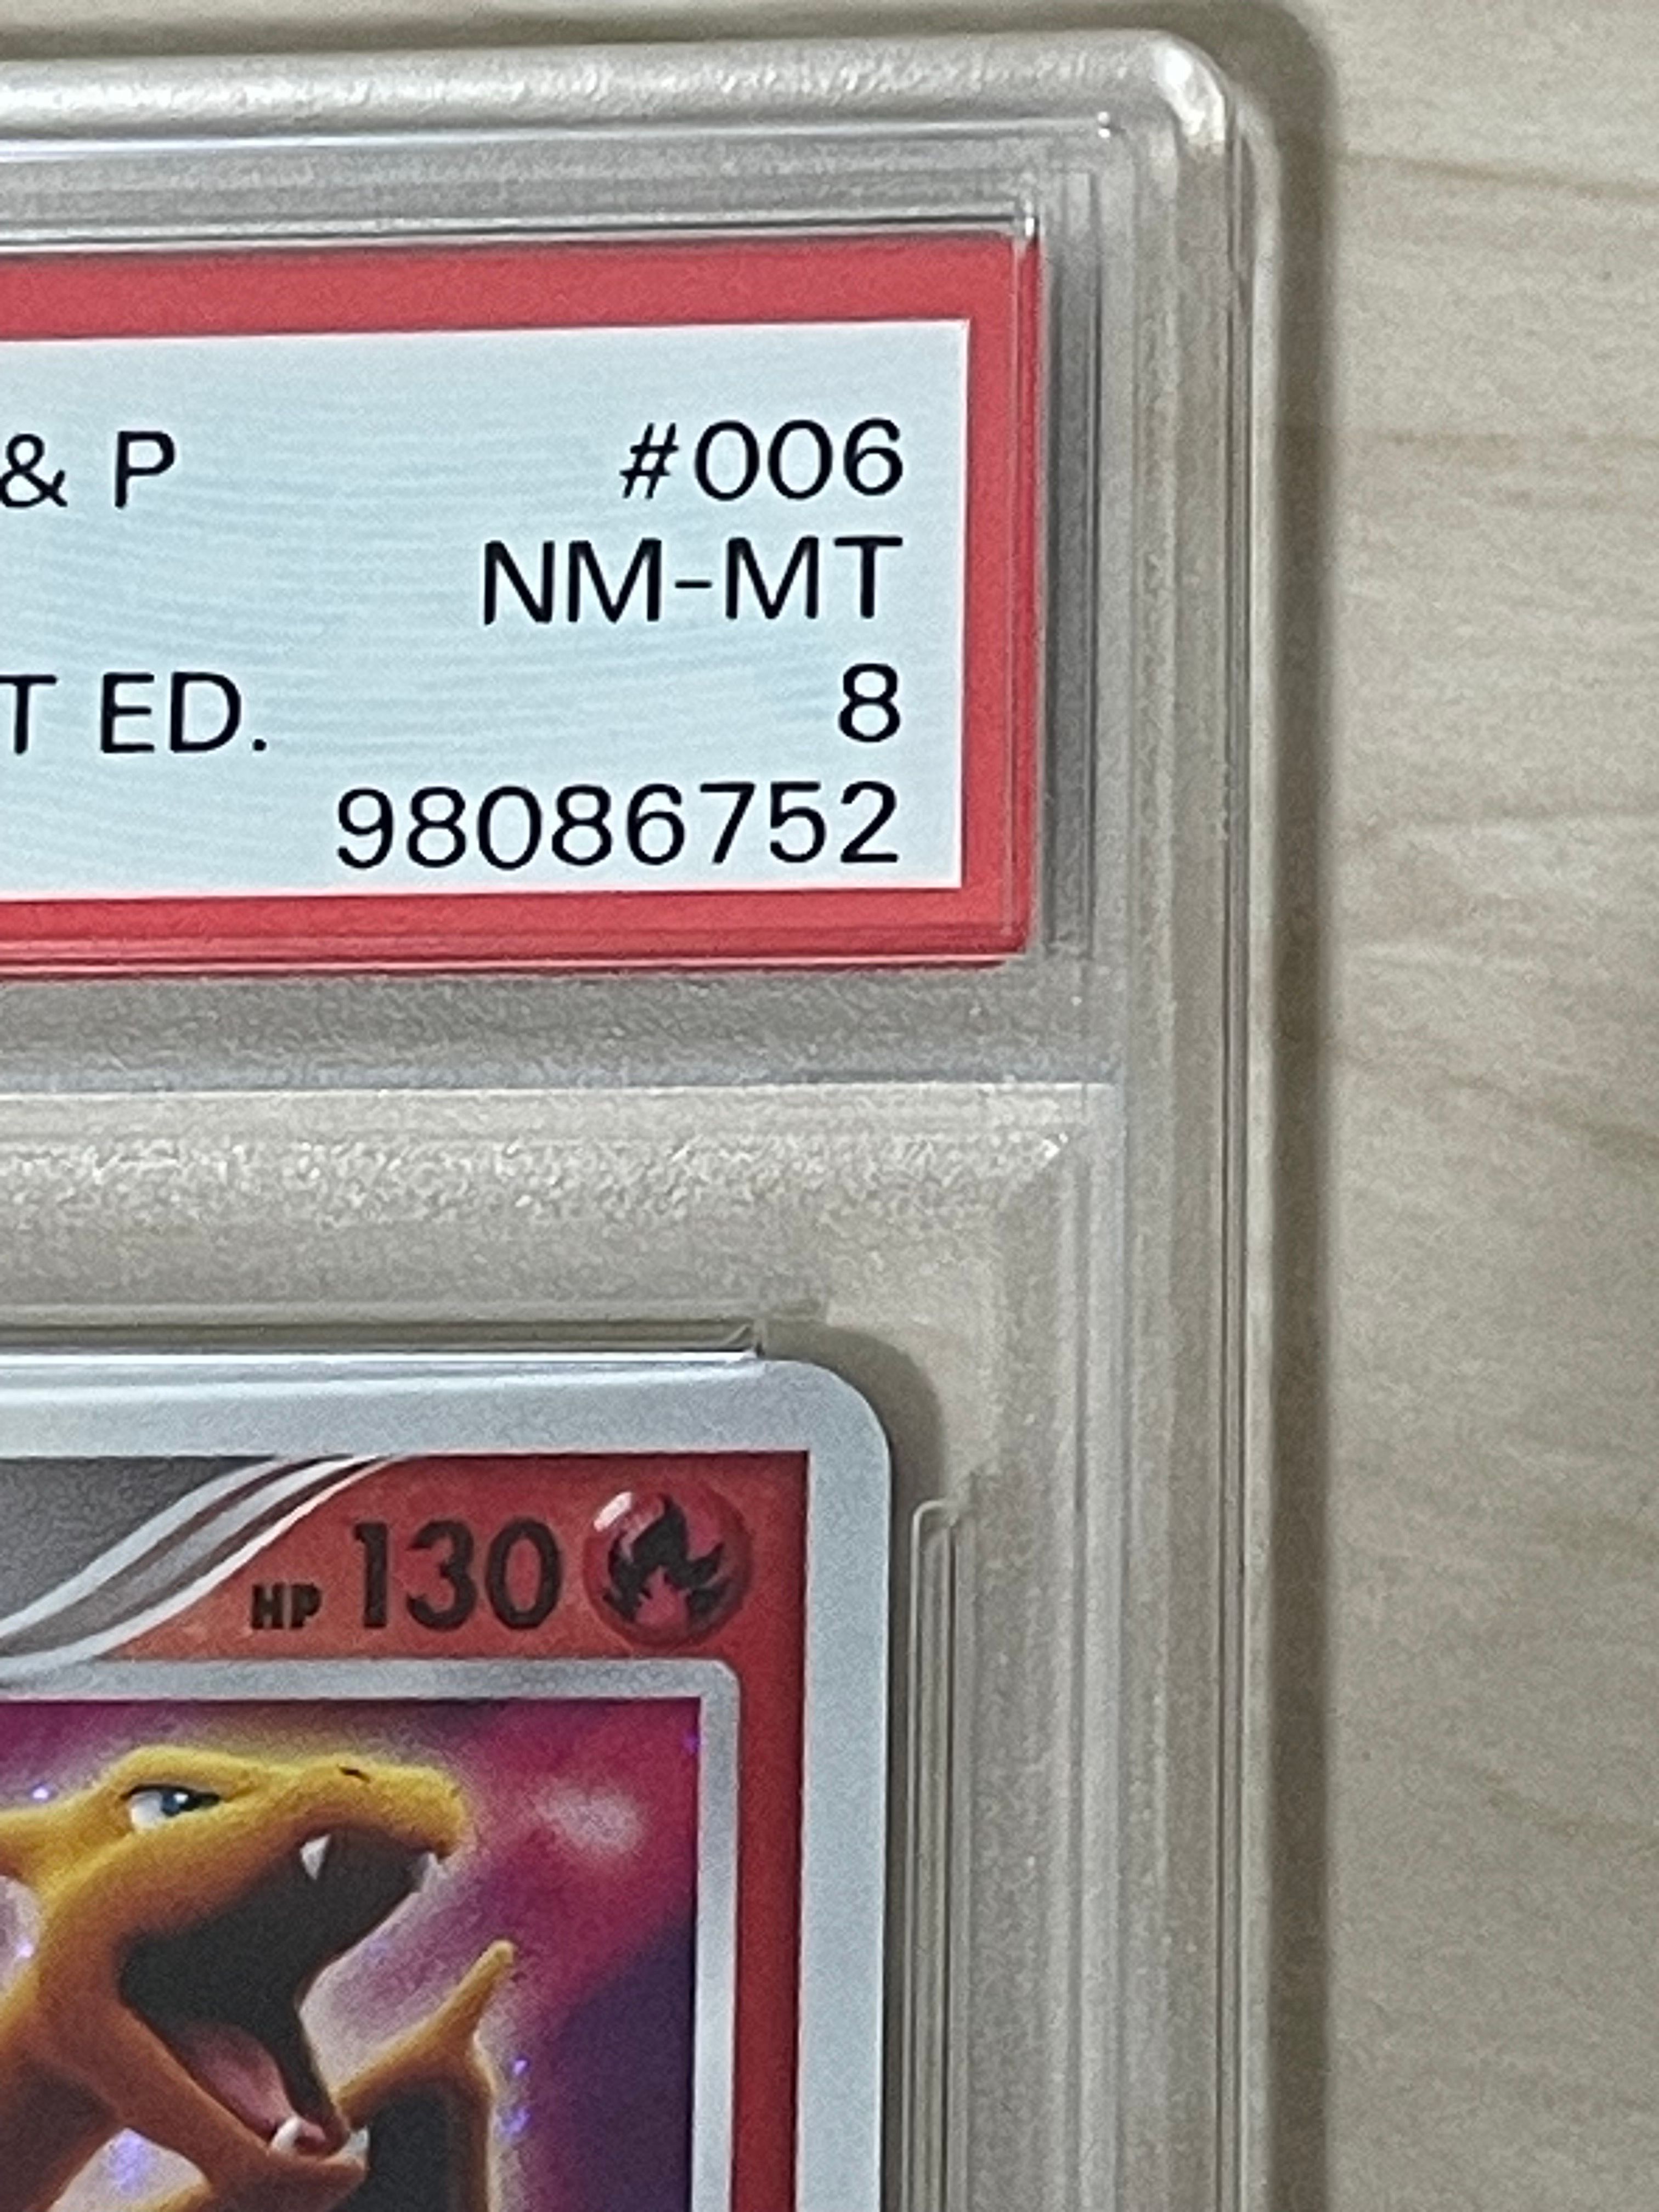 & P #006
NM-MT
T ED. 8
98086752
HP 130